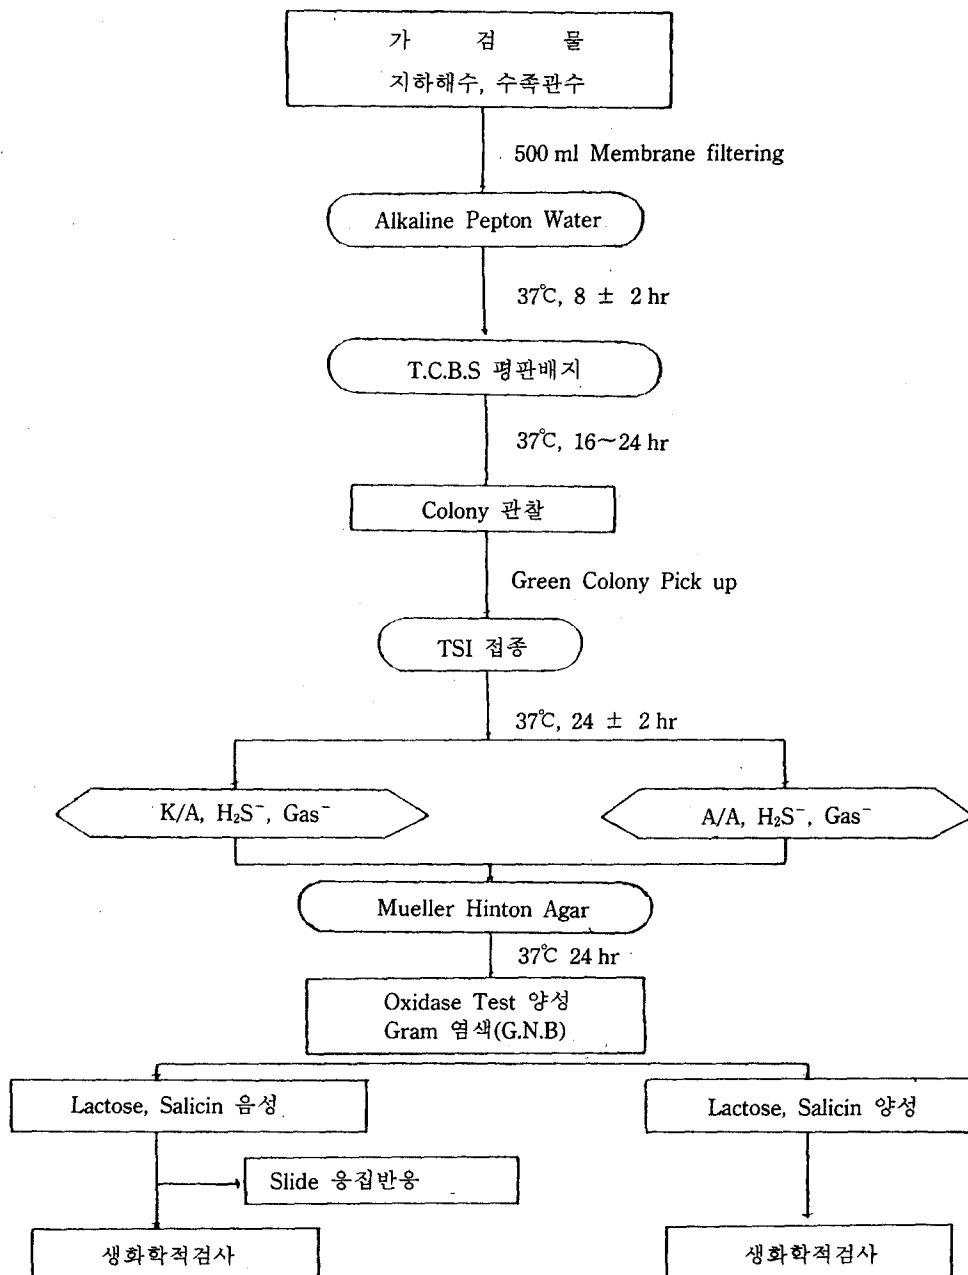 가 검 물
지하해수, 수족관수
500 ml Membrane filtering
Alkaline Pepton Water
37℃, 8 ± 2 hr
T.C.B.S 평판배지
37℃, 16~24 hr
Colony 관찰
Green Colony Pick up
TSI 접종
37℃, 24 ± 2 hr
K/A, H₂S⁻, Gas⁻
A/A, H₂S⁻, Gas⁻
Mueller Hinton Agar
37℃ 24 hr
Oxidase Test 양성
Gram 염색(G.N.B)
Lactose, Salicin 음성
Lactose, Salicin 양성
Slide 응집반응
생화학적검사
생화학적검사